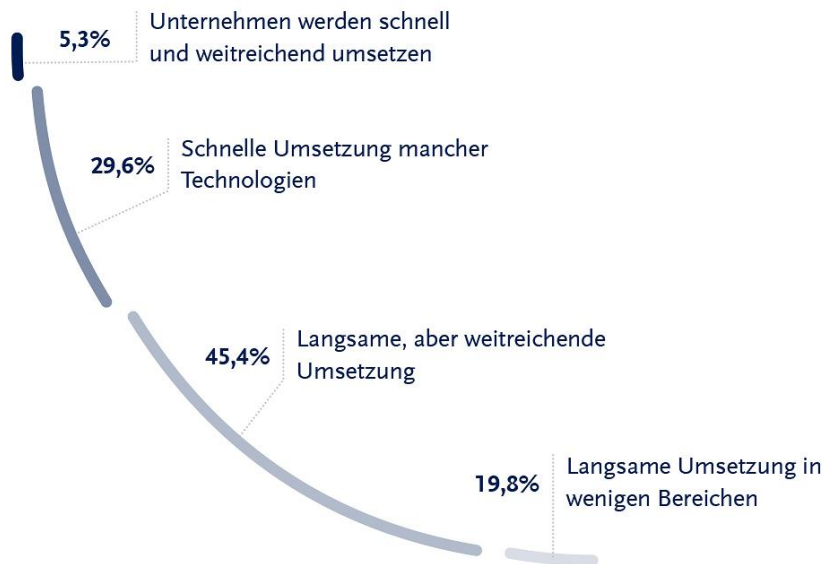 5,3%
Unternehmen werden schnell
und weitreichend umsetzen
29,6%
Schnelle Umsetzung mancher
Technologien
45,4%
Langsame, aber weitreichende
Umsetzung
19,8%
Langsame Umsetzung in
wenigen Bereichen